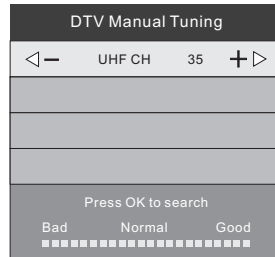 DTV Manual Tuning
UHF CH 35
Press OK to search
Bad Normal Good